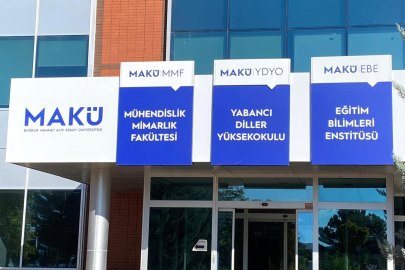 MAKÜ
BURDUR MEHMET AKİF ERSOY ÜNİVERSİTESİ
MAKÜ MMF
MÜHENDİSLİK
MİMARLIK
FAKÜLTESİ
MAKÜ YDYO
YABANCI
DİLLER
YÜKSEKOKULU
MAKÜ EBE
EĞİTİM
BİLİMLERİ
ENSTİTÜSÜ